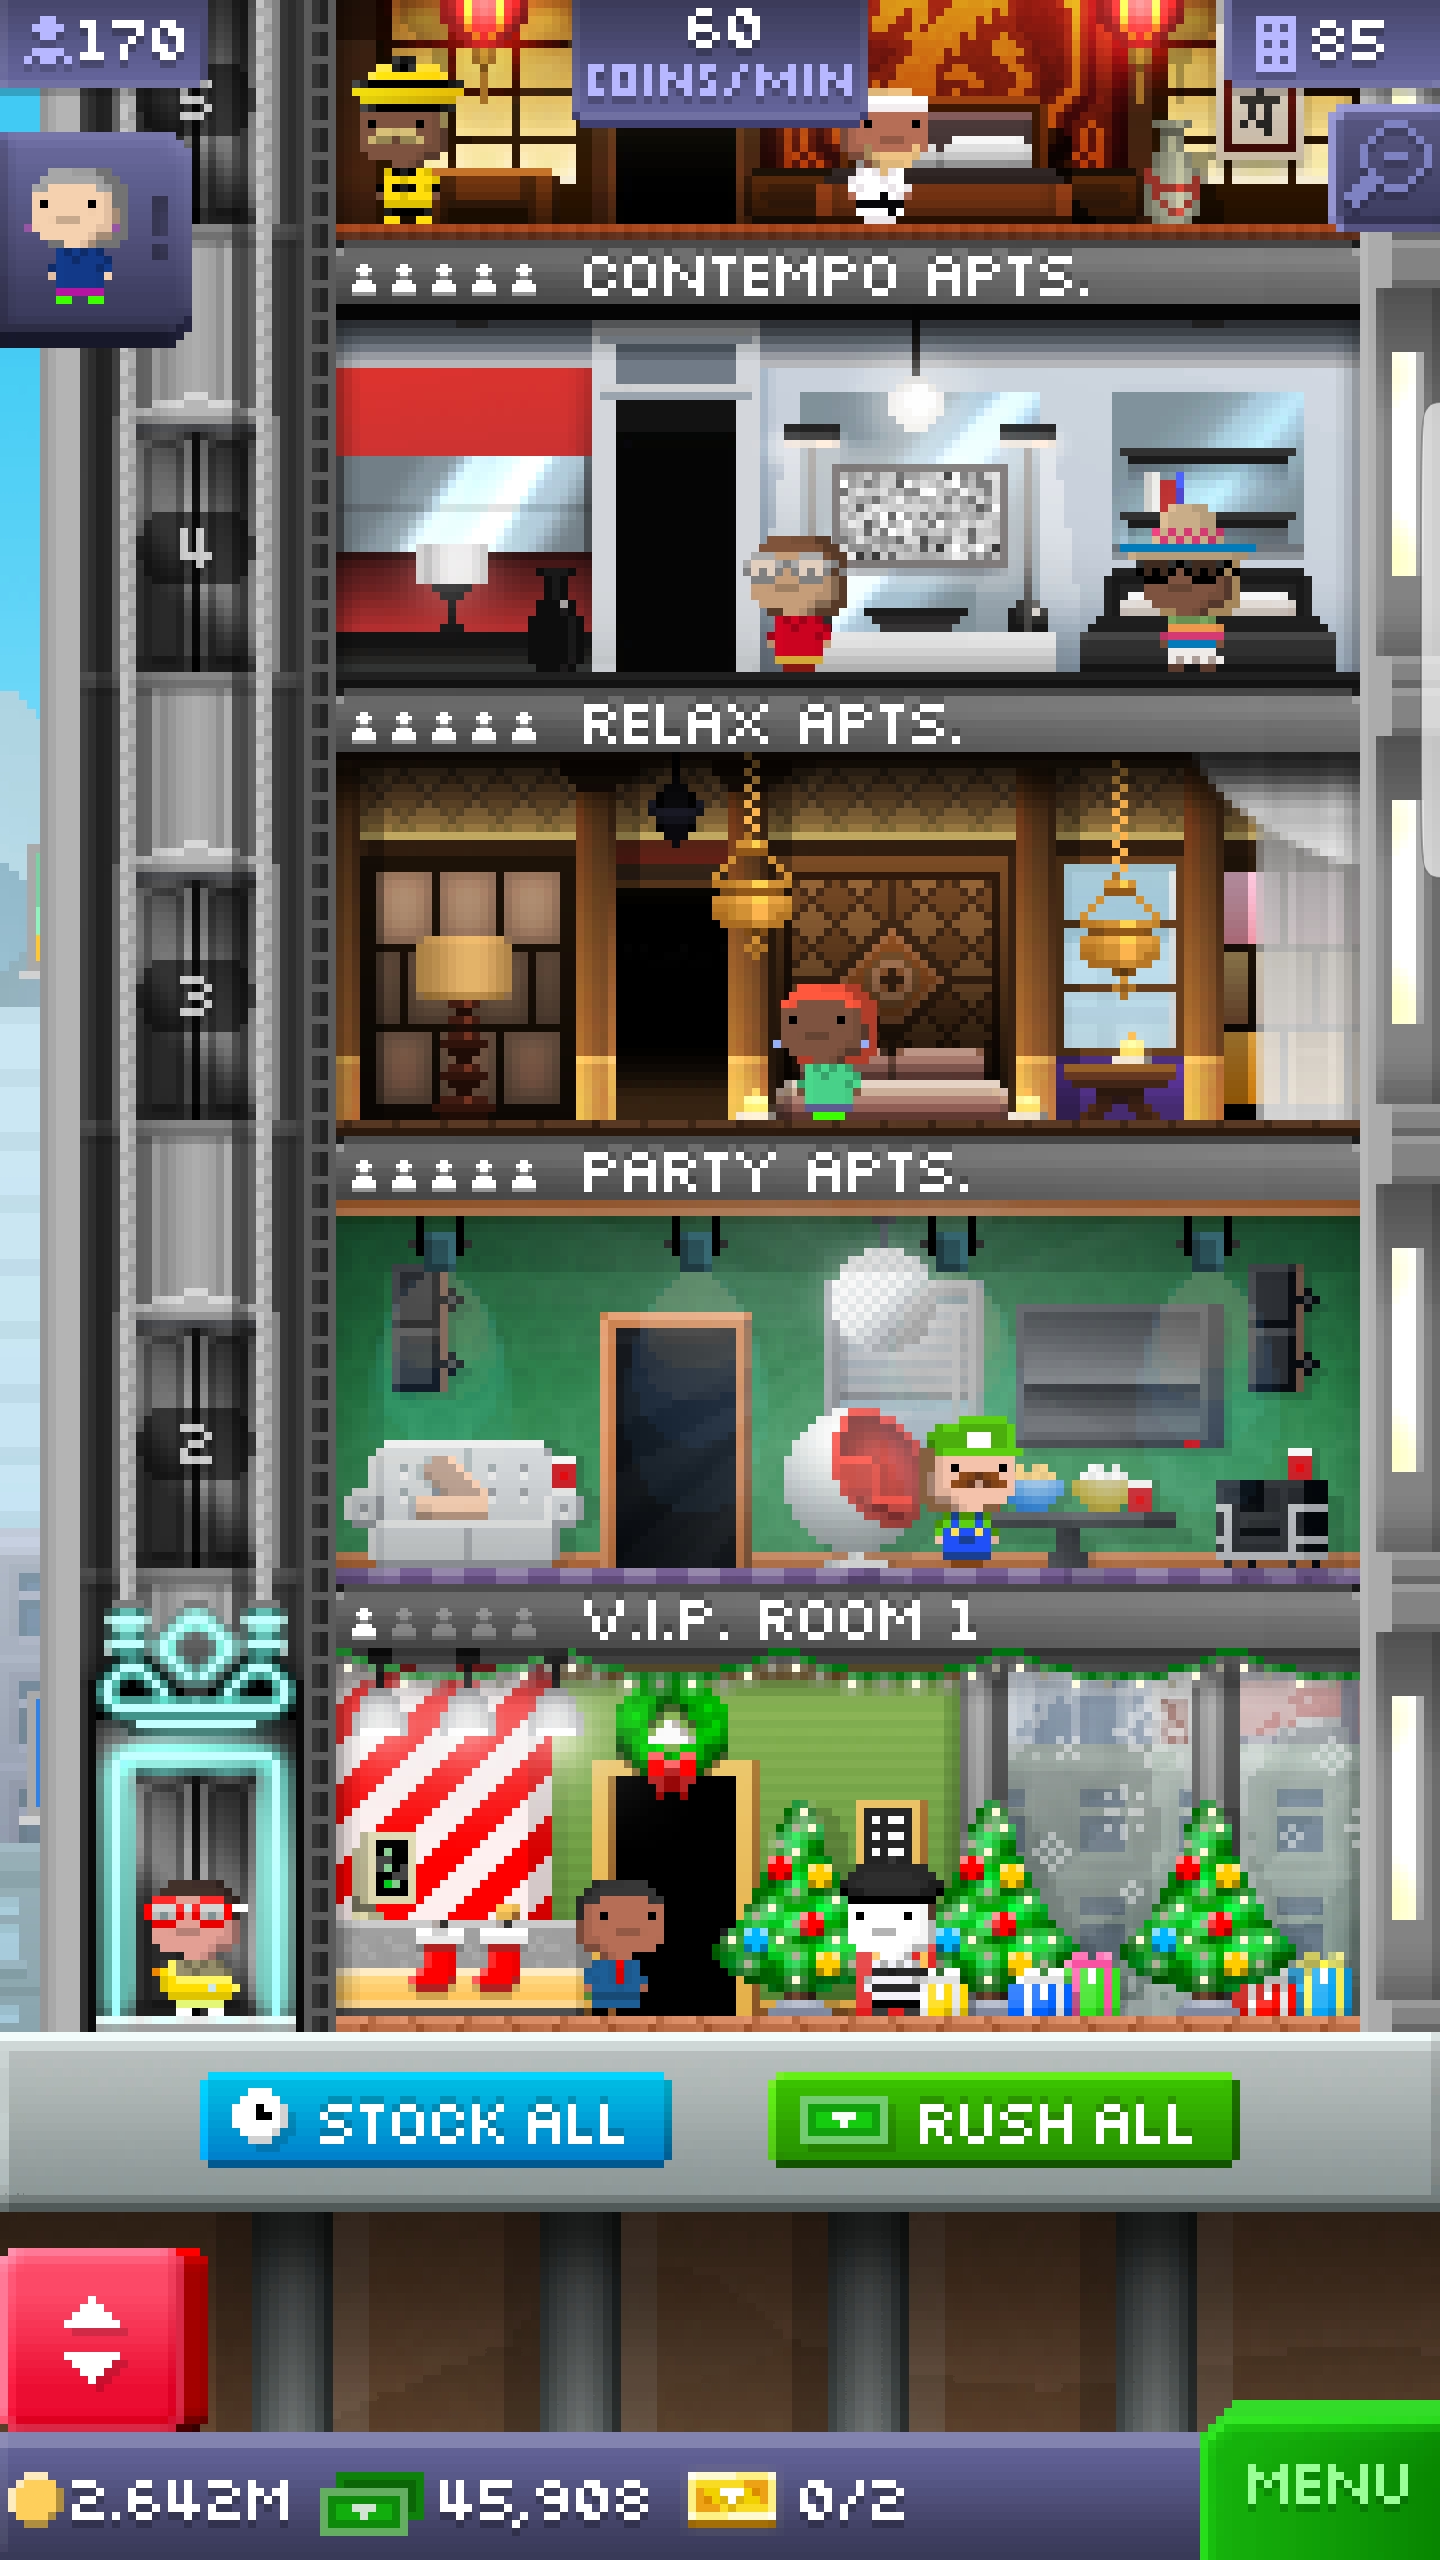 170
60
COINS/MIN
85
5
!
CONTEMPO APTS.
4
RELAX APTS.
3
PARTY APTS.
2
V.I.P. ROOM 1
STOCK ALL
RUSH ALL
2.642M
45,908
0/2
MENU